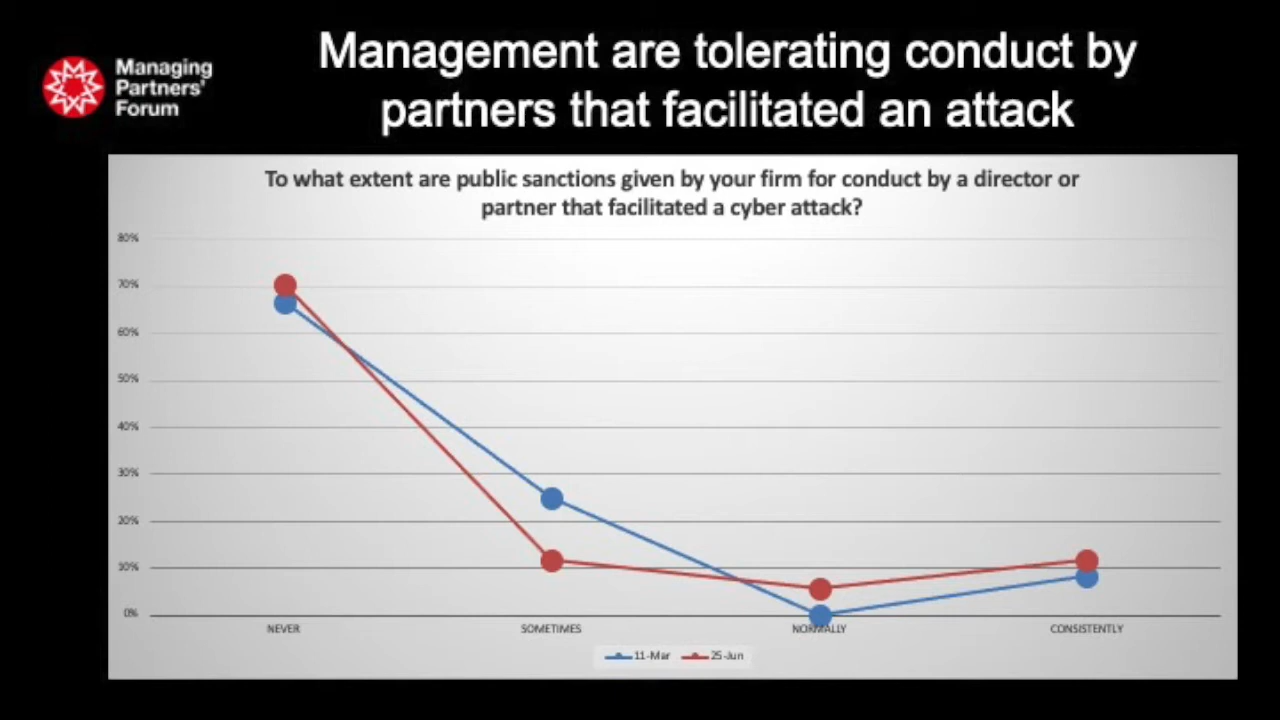 Managing
Partners'
Forum
Management are tolerating conduct by
partners that facilitated an attack
To what extent are public sanctions given by your firm for conduct by a director or
partner that facilitated a cyber attack?
80%
70%
60%
50%
40%
30%
20%
10%
0%
NEVER SOMETIMES NORMALLY CONSISTENTLY
11-Mar 25-Jun